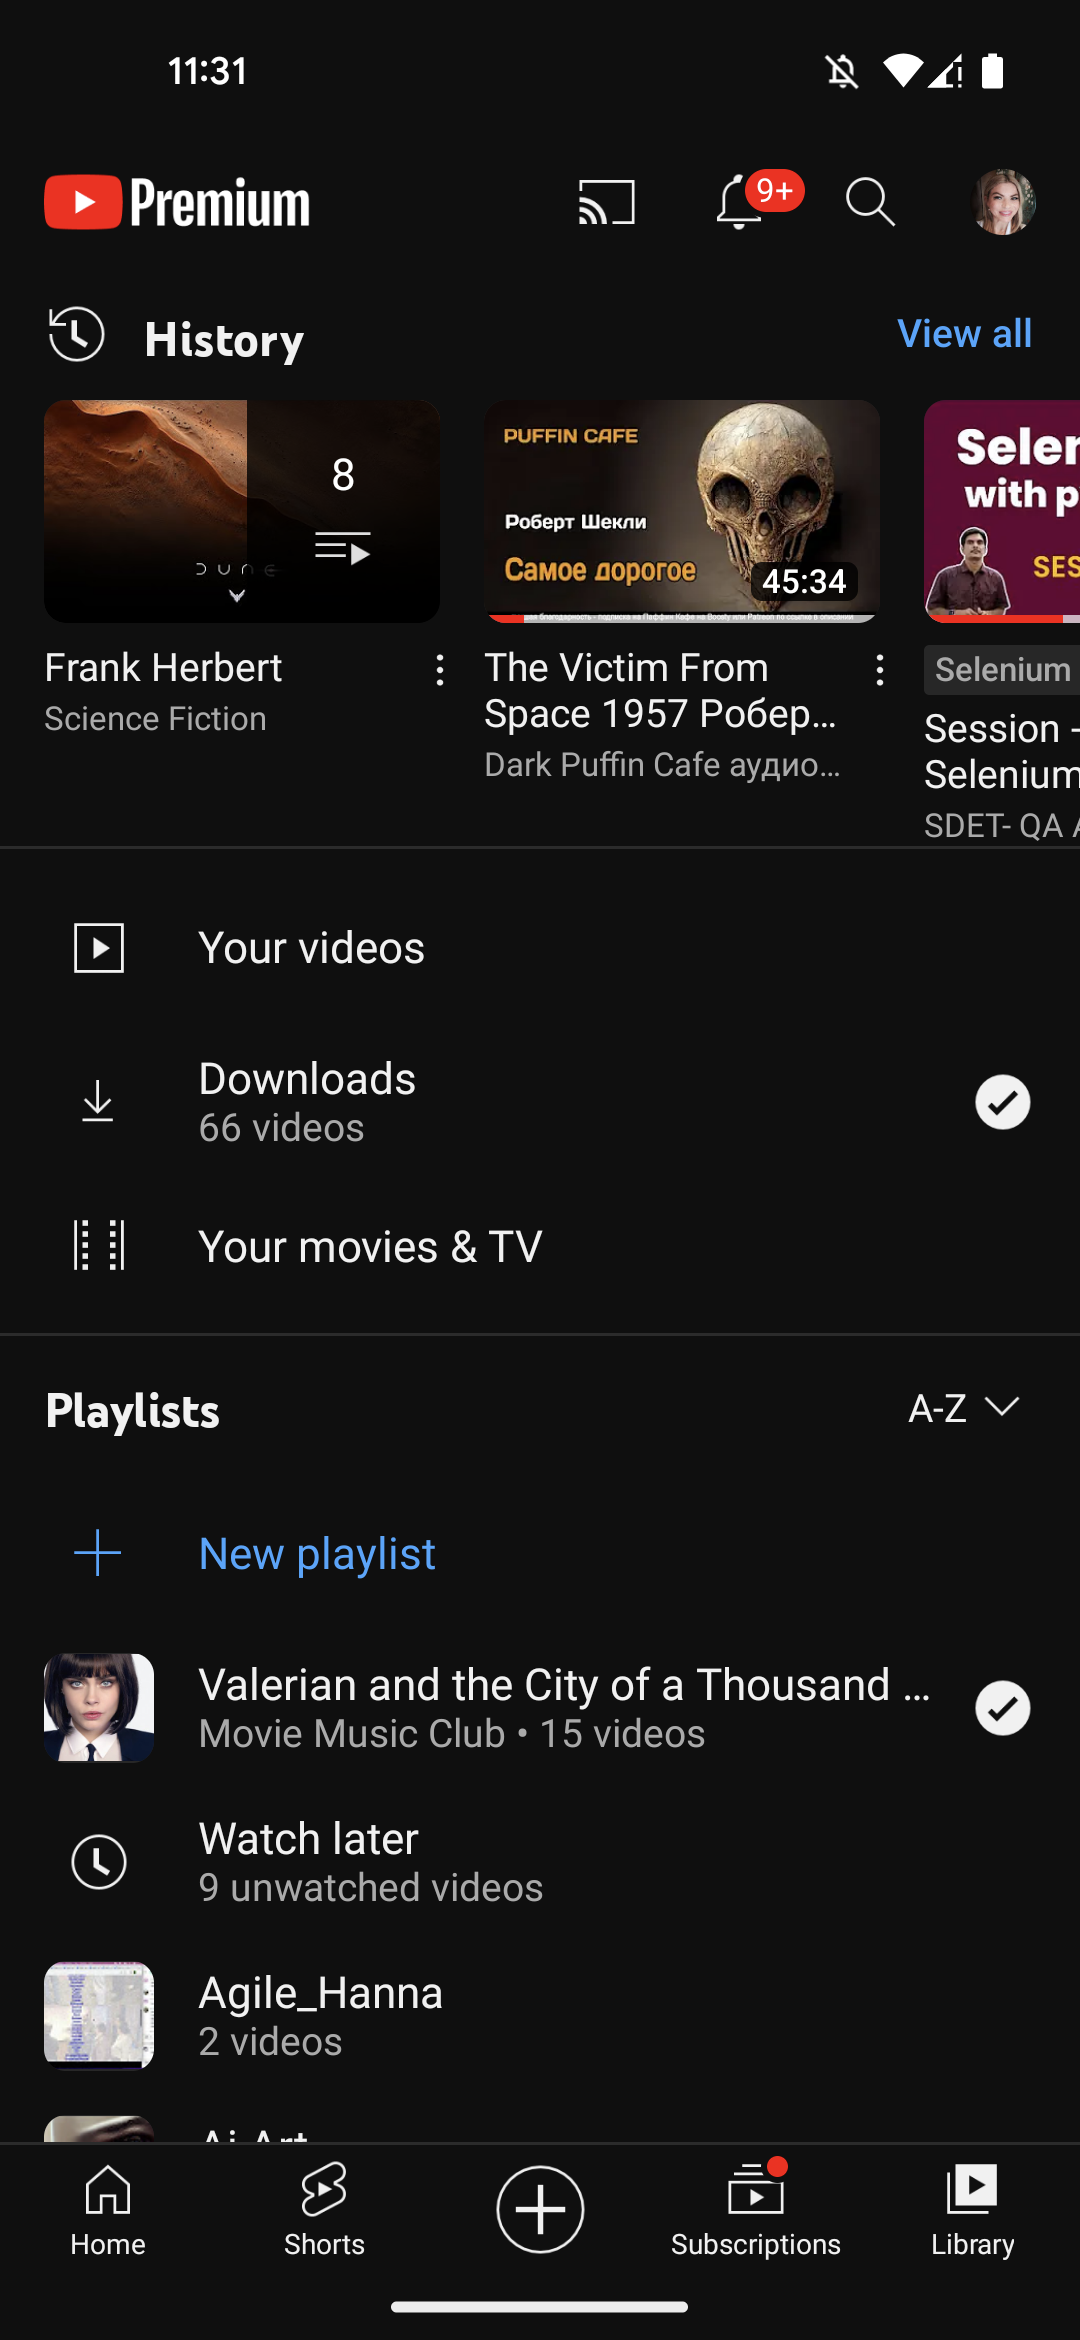 11:31
Premium
9+
History
View all
8
DUNE
PUFFIN CAFE
Роберт Шекли
Самое дорогое
45:34
Seler
with p
SES
Frank Herbert
Science Fiction
The Victim From
Space 1957 Робер...
Dark Puffin Cafe аудио...
Selenium
Session -
Selenium
SDET- QA A
Your videos
Downloads
66 videos
Your movies & TV
Playlists
A-Z
New playlist
Valerian and the City of a Thousand ...
Movie Music Club • 15 videos
Watch later
9 unwatched videos
Agile_Hanna
2 videos
Ai Art
Home
Shorts
Subscriptions
Library